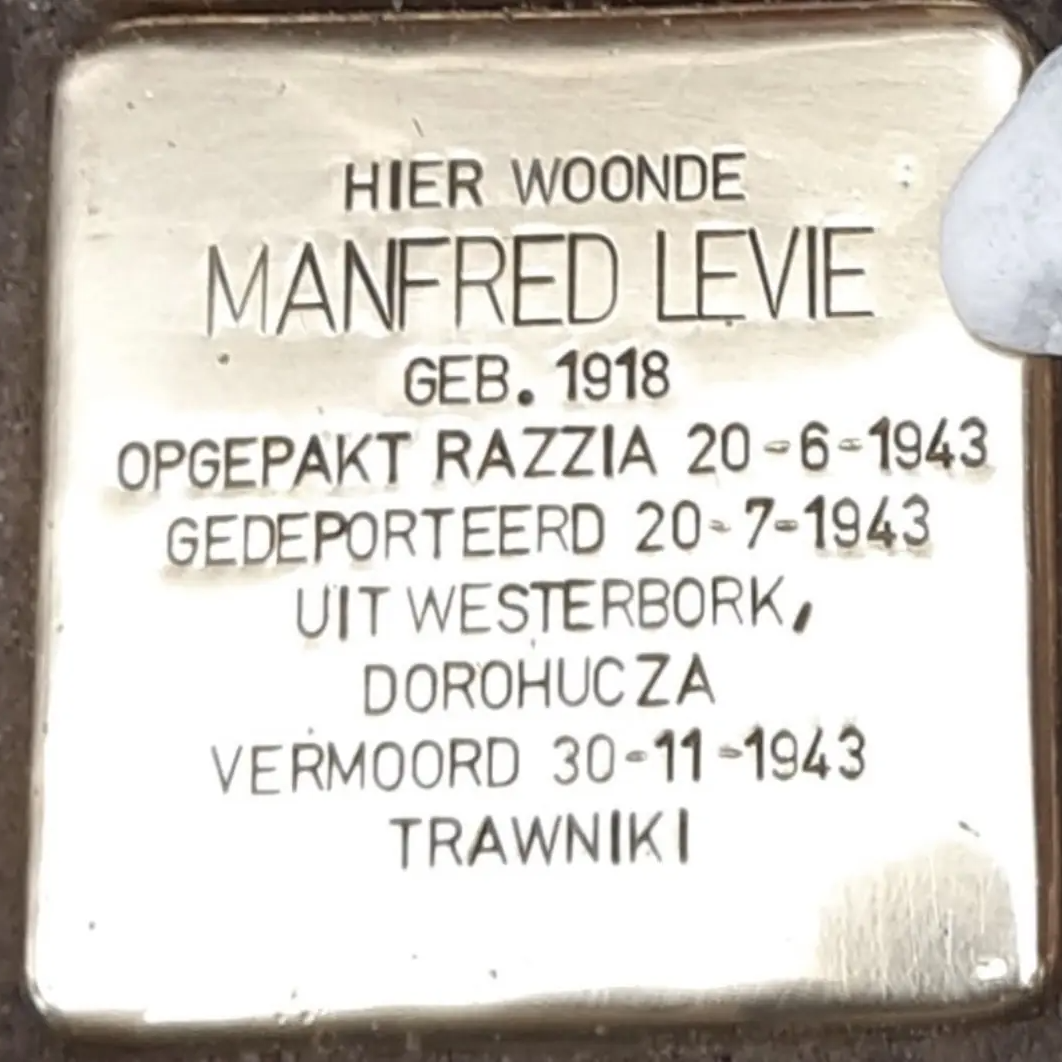 HIER WOONDE
MANFRED LEVIE
GEB. 1918
OPGEPAKT RAZZIA 20-6-1943
GEDEPORTEERD 20-7-1943
UIT WESTERBORK,
DOROHUCZA
VERMOORD 30-11-1943
TRAWNIKI